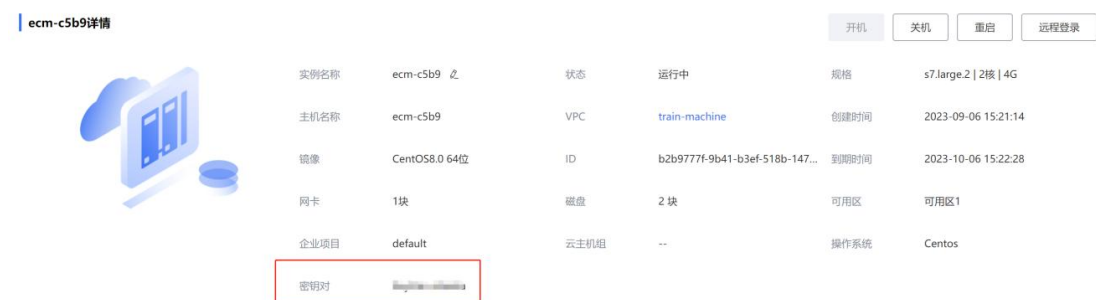 ecm-c5b9详情
开机 关机 重启 远程登录
实例名称 ecm-c5b9 状态 运行中 规格 s7.large.2 | 2核 | 4G
主机名称 ecm-c5b9 VPC train-machine 创建时间 2023-09-06 15:21:14
镜像 CentOS8.0 64位 ID b2b9777f-9b41-b3ef-518b-147... 到期时间 2023-10-06 15:22:28
网卡 1块 磁盘 2 块 可用区 可用区1
企业项目 default 云主机组 -- 操作系统 Centos
密钥对